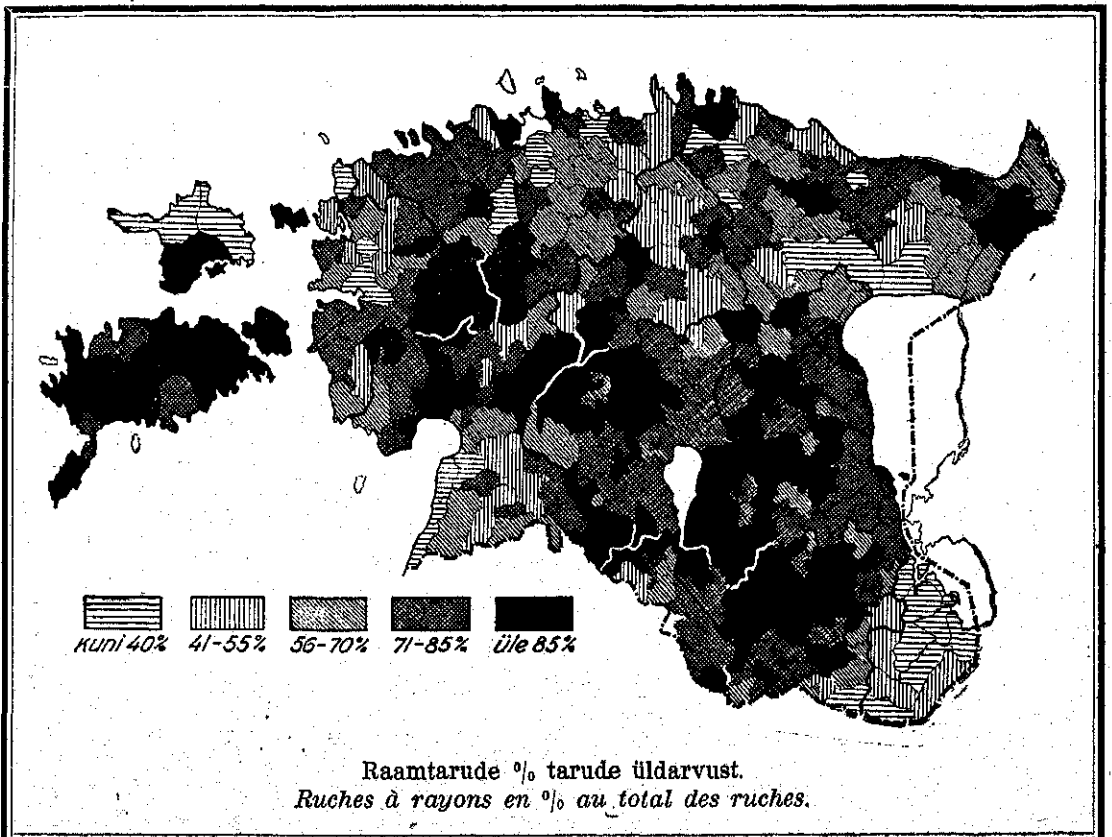 kuni 40% 41-55% 56-70% 71-85% üle 85%
Raamtarude % tarude üldarvust.
Ruches à rayons en % au total des ruches.